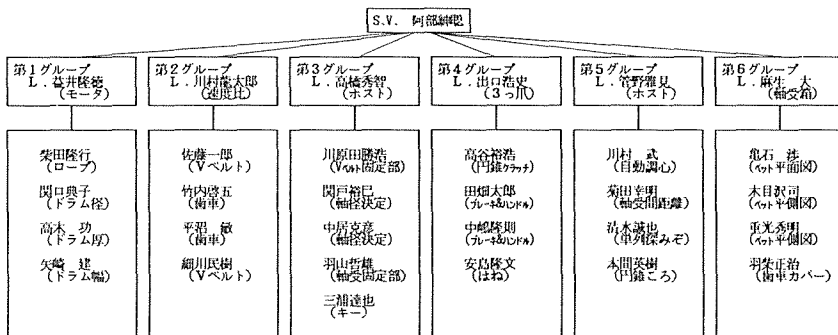 S.V. 阿部紳聡
第1グループ
L. 益井隆徳
(モータ)
第2グループ
L. 川村龍太郎
(速度比)
第3グループ
L. 高橋秀智
(ホスト)
第4グループ
L. 出口浩史
(3っ爪)
第5グループ
L. 菅野雅見
(ホスト)
第6グループ
L. 麻生 大
(軸受箱)
柴田隆行
(ロープ)
関口典子
(ドラム径)
高木 功
(ドラム厚)
矢崎 建
(ドラム幅)
佐藤一郎
(Vベルト)
竹内啓五
(歯車)
平沼 敏
(歯車)
細川民樹
(Vベルト)
川原田勝浩
(Vベルト固定部)
関戸裕巳
(軸径決定)
中居克彦
(軸径決定)
羽山哲雄
(軸受固定部)
三浦達也
(キー)
高谷裕浩
(円錐クラッチ)
田畑太郎
(ブレーキ&ハンドル)
中嶋隆則
(ブレーキ&ハンドル)
安島隆文
(はね)
川村 武
(自動調心)
菊田幸明
(軸受間距離)
清水誠也
(単列深みぞ)
本間英樹
(円錐ころ)
亀石 渉
(ベット平面図)
木目沢司
(ベット平側図)
重光秀明
(ベット平側図)
羽柴正治
(歯車カバー)